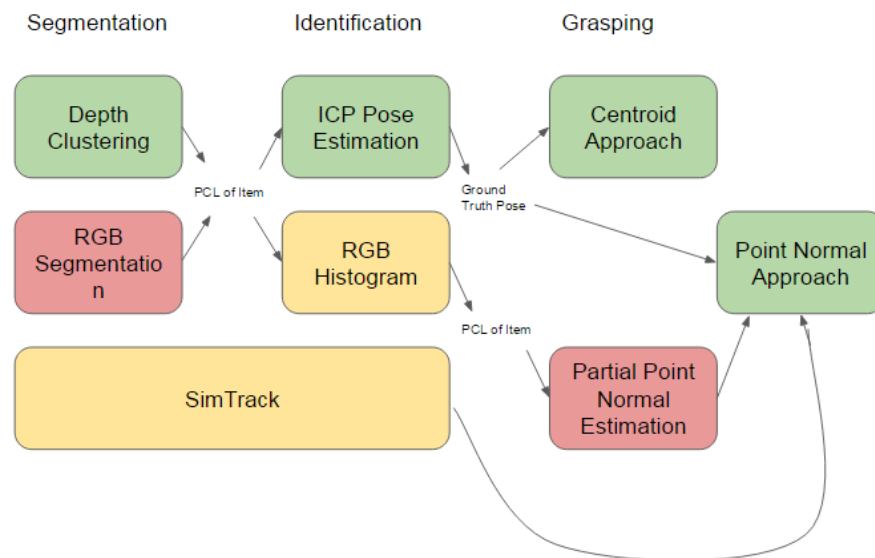 Segmentation
Identification
Grasping
Depth
Clustering
ICP Pose
Estimation
Centroid
Approach
PCL of Item
Ground
Truth Pose
RGB
Segmentatio
n
RGB
Histogram
Point Normal
Approach
PCL of Item
SimTrack
Partial Point
Normal
Estimation